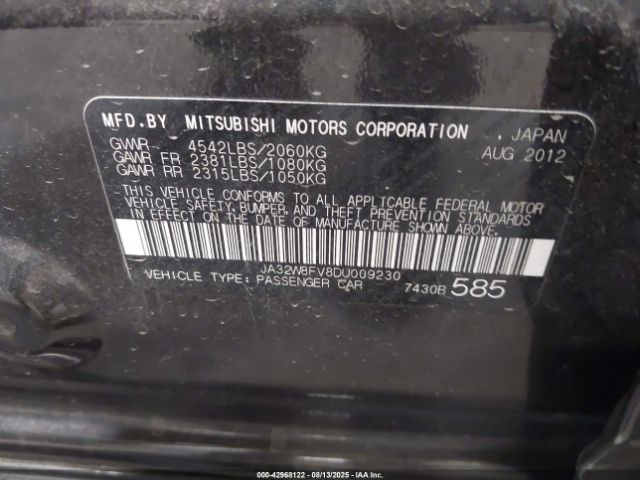 MFD.BY MITSUBISHI MOTORS CORPORATION , JAPAN
GVWR 4542LBS/2060KG AUG 2012
GAWR FR 2381LBS/1080KG
GAWR RR 2315LBS/1050KG
THIS VEHICLE CONFORMS TO ALL APPLICABLE FEDERAL MOTOR
VEHICLE SAFETY, BUMPER, AND THEFT PREVENTION STANDARDS
IN EFFECT ON THE DATE OF MANUFACTURE SHOWN ABOVE.
JA32W8FV8DU009230
VEHICLE TYPE: PASSENGER CAR 7430B 585
000-42968122 - 08/13/2025 - IAAI.CA